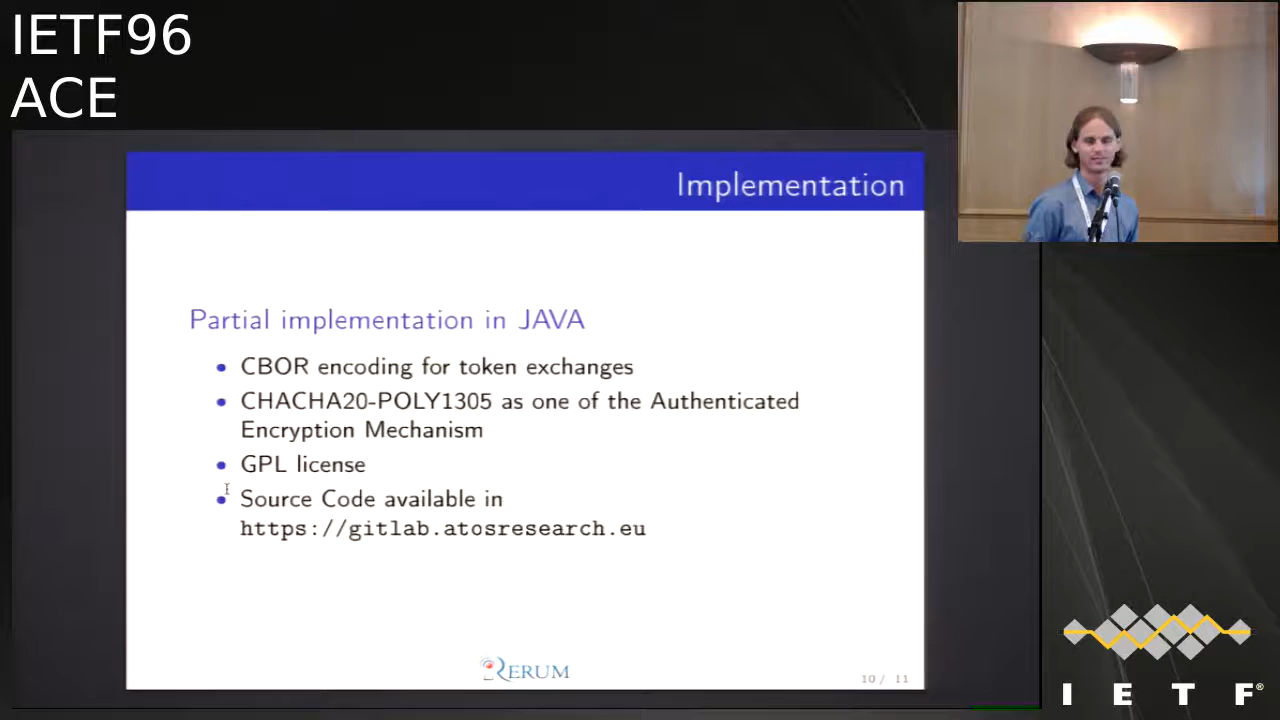 IETF96
ACE
Implementation
Partial implementation in JAVA
CBOR encoding for token exchanges
CHACHA20-POLY1305 as one of the Authenticated
Encryption Mechanism
GPL license
Source Code available in
https://gitlab.atosresearch.eu
RERUM
10 / 11
I E T F®